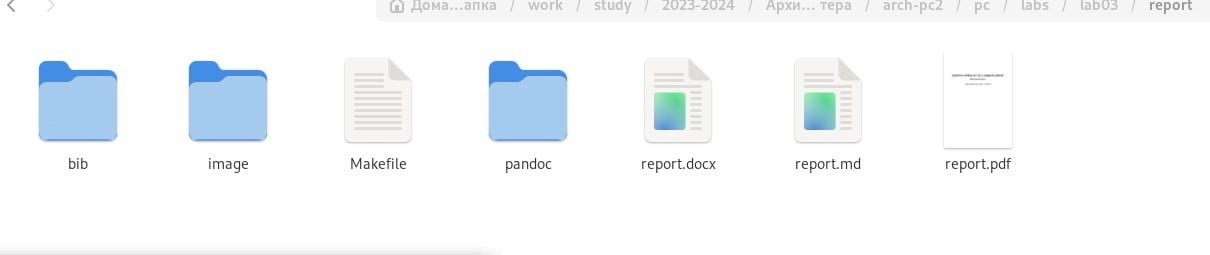 Дома...апка / work / study / 2023-2024 / Архи... тера / arch-pc2 / pc / labs / lab03 / report
bib image Makefile pandoc report.docx report.md report.pdf